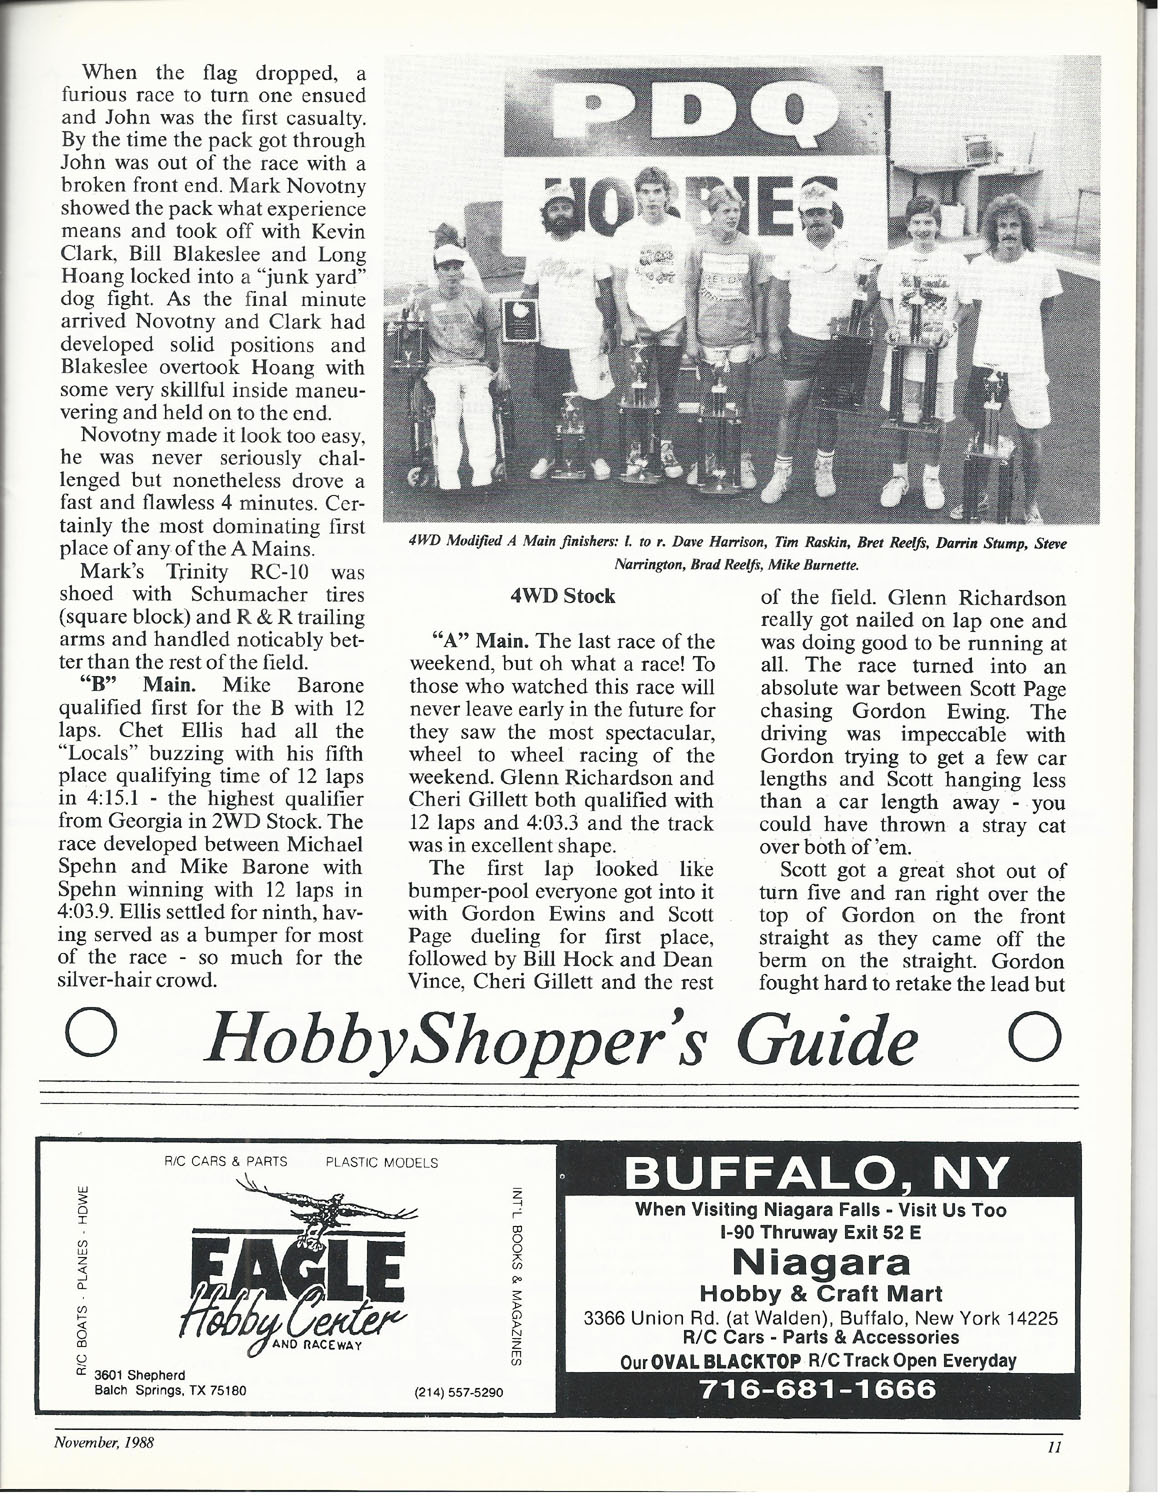 When the flag dropped, a
furious race to turn one ensued
and John was the first casualty.
By the time the pack got through
John was out of the race with a
broken front end. Mark Novotny
showed the pack what experience
means and took off with Kevin
Clark, Bill Blakeslee and Long
Hoang locked into a “junk yard”
dog fight. As the final minute
arrived Novotny and Clark had
developed solid positions and
Blakeslee overtook Hoang with
some very skillful inside maneu-
vering and held on to the end.
Novotny made it look too easy,
he was never seriously chal-
lenged but nonetheless drove a
fast and flawless 4 minutes. Cer-
tainly the most dominating first
place of any of the A Mains.
Mark's Trinity RC-10 was
shoed with Schumacher tires
(square block) and R & R trailing
arms and handled noticably bet-
ter than the rest of the field.
“B” Main. Mike Barone
qualified first for the B with 12
laps. Chet Ellis had all the
“Locals” buzzing with his fifth
place qualifying time of 12 laps
in 4:15.1 - the highest qualifier
from Georgia in 2WD Stock. The
race developed between Michael
Spehn and Mike Barone with
Spehn winning with 12 laps in
4:03.9. Ellis settled for ninth, hav-
ing served as a bumper for most
of the race - so much for the
silver-hair crowd.
PDQ
HOBBIES
4WD Modified A Main finishers: l. to r. Dave Harrison, Tim Raskin, Bret Reelfs, Darrin Stump, Steve
Narrington, Brad Reelfs, Mike Burnette.
4WD Stock
“A” Main. The last race of the
weekend, but oh what a race! To
those who watched this race will
never leave early in the future for
they saw the most spectacular,
wheel to wheel racing of the
weekend. Glenn Richardson and
Cheri Gillett both qualified with
12 laps and 4:03.3 and the track
was in excellent shape.
The first lap looked like
bumper-pool everyone got into it
with Gordon Ewins and Scott
Page dueling for first place,
followed by Bill Hock and Dean
Vince, Cheri Gillett and the rest
of the field. Glenn Richardson
really got nailed on lap one and
was doing good to be running at
all. The race turned into an
absolute war between Scott Page
chasing Gordon Ewing. The
driving was impeccable with
Gordon trying to get a few car
lengths and Scott hanging less
than a car length away - you
could have thrown a stray cat
over both of 'em.
Scott got a great shot out of
turn five and ran right over the
top of Gordon on the front
straight as they came off the
berm on the straight. Gordon
fought hard to retake the lead but
HobbyShopper's Guide
R/C CARS & PARTS PLASTIC MODELS
R/C BOATS - PLANES - HDWE
INT'L BOOKS & MAGAZINES
EAGLE
Hobby Center
AND RACEWAY
3601 Shepherd
Balch Springs, TX 75180 (214) 557-5290
BUFFALO, NY
When Visiting Niagara Falls - Visit Us Too
I-90 Thruway Exit 52 E
Niagara
Hobby & Craft Mart
3366 Union Rd. (at Walden), Buffalo, New York 14225
R/C Cars - Parts & Accessories
Our OVAL BLACKTOP R/C Track Open Everyday
716-681-1666
November, 1988 11